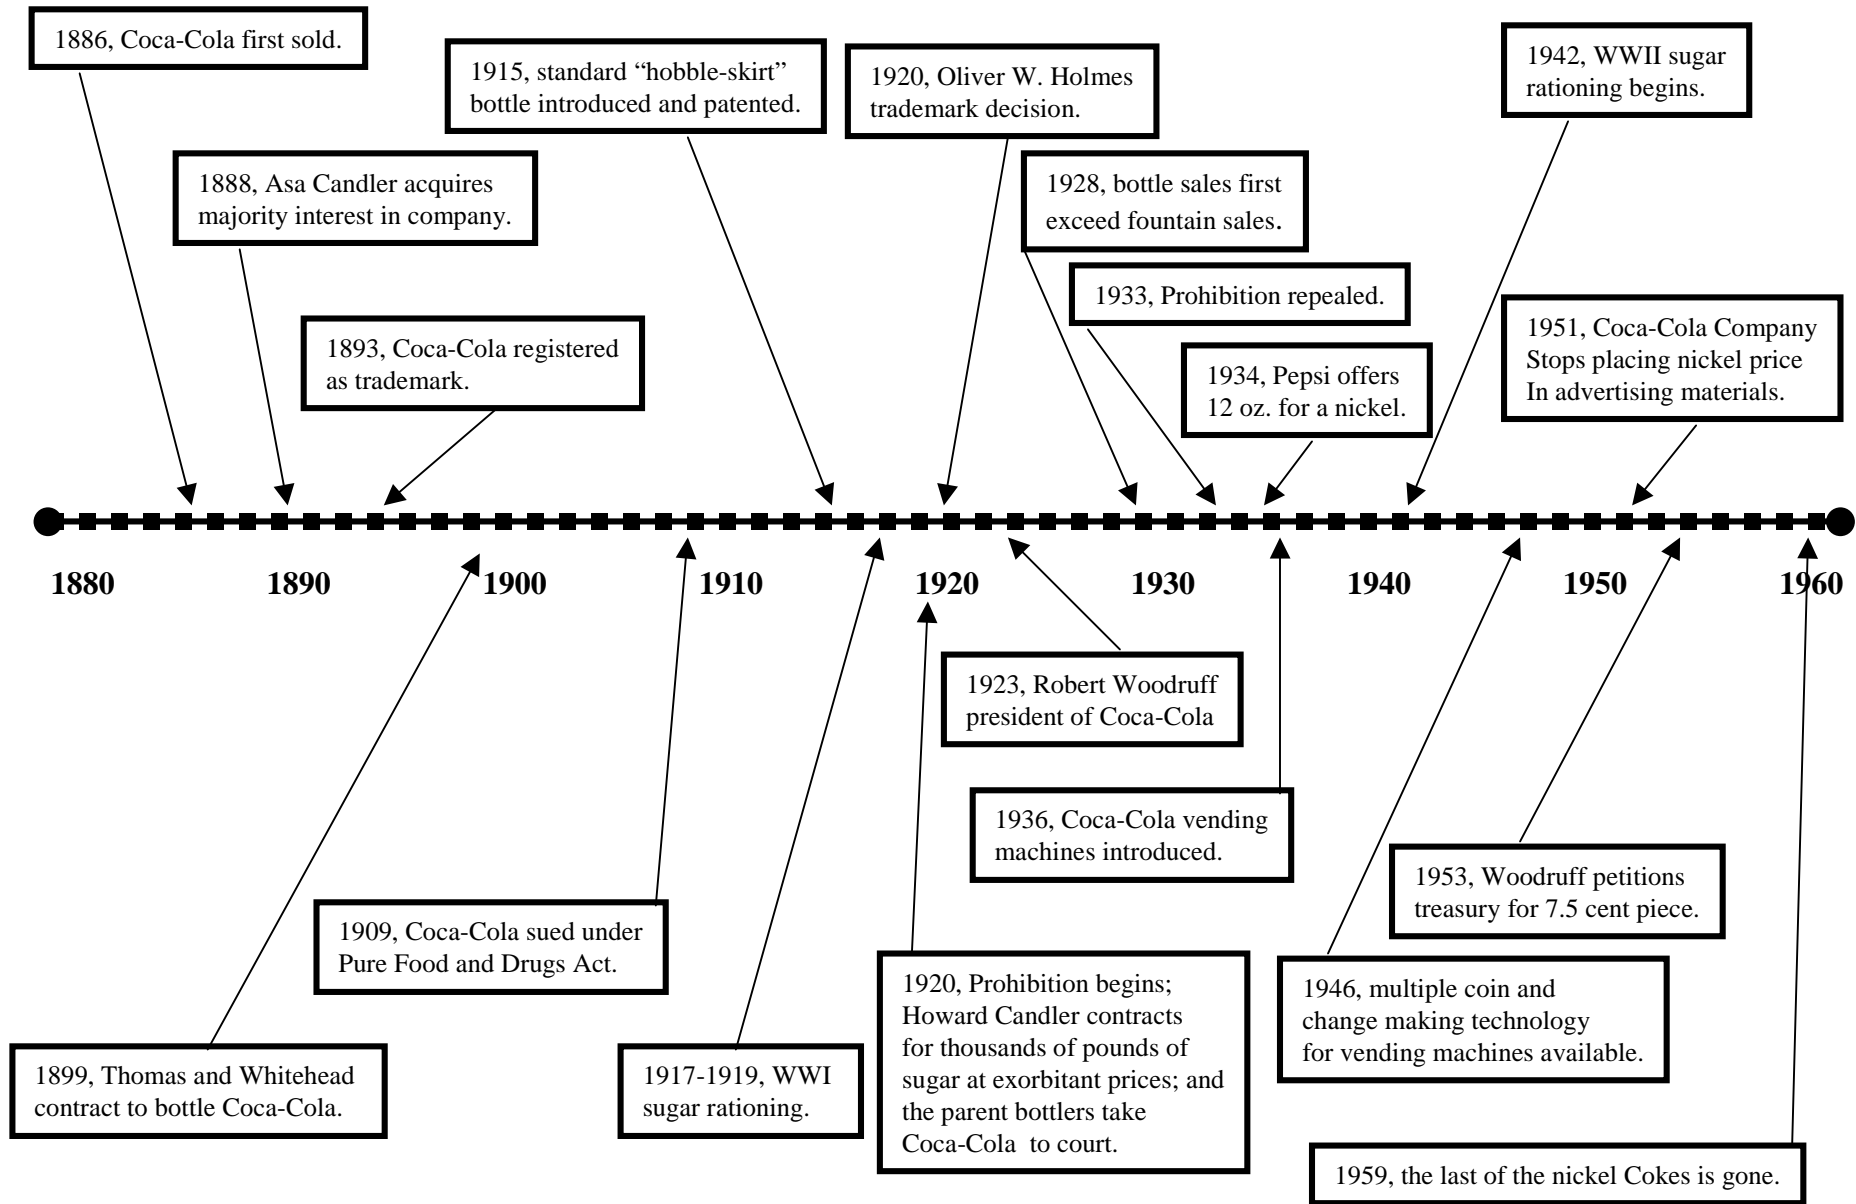 1886, Coca-Cola first sold.
1915, standard “hobble-skirt”
bottle introduced and patented.
1920, Oliver W. Holmes
trademark decision.
1942, WWII sugar
rationing begins.
1888, Asa Candler acquires
majority interest in company.
1928, bottle sales first
exceed fountain sales.
1933, Prohibition repealed.
1893, Coca-Cola registered
as trademark.
1934, Pepsi offers
12 oz. for a nickel.
1951, Coca-Cola Company
Stops placing nickel price
In advertising materials.
1880 1890 1900 1910 1920 1930 1940 1950 1960
1923, Robert Woodruff
president of Coca-Cola
1936, Coca-Cola vending
machines introduced.
1953, Woodruff petitions
treasury for 7.5 cent piece.
1909, Coca-Cola sued under
Pure Food and Drugs Act.
1920, Prohibition begins;
Howard Candler contracts
for thousands of pounds of
sugar at exorbitant prices; and
the parent bottlers take
Coca-Cola to court.
1946, multiple coin and
change making technology
for vending machines available.
1899, Thomas and Whitehead
contract to bottle Coca-Cola.
1917-1919, WWI
sugar rationing.
1959, the last of the nickel Cokes is gone.